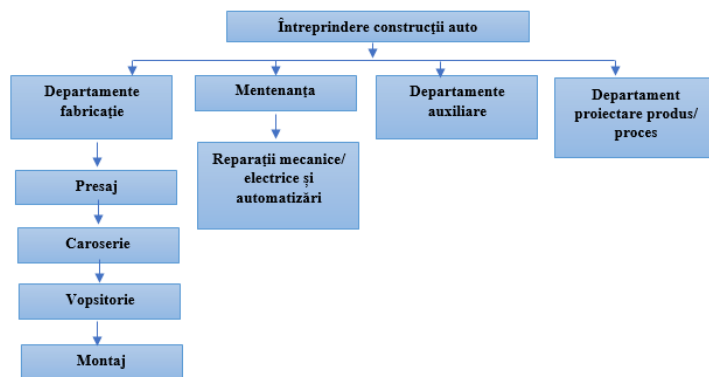 Întreprindere construcții auto
Departamente
fabricație
Mentenanța
Departamente
auxiliare
Departament
proiectare produs/
proces
Reparații mecanice/
electrice și
automatizări
Presaj
Caroserie
Vopsitorie
Montaj